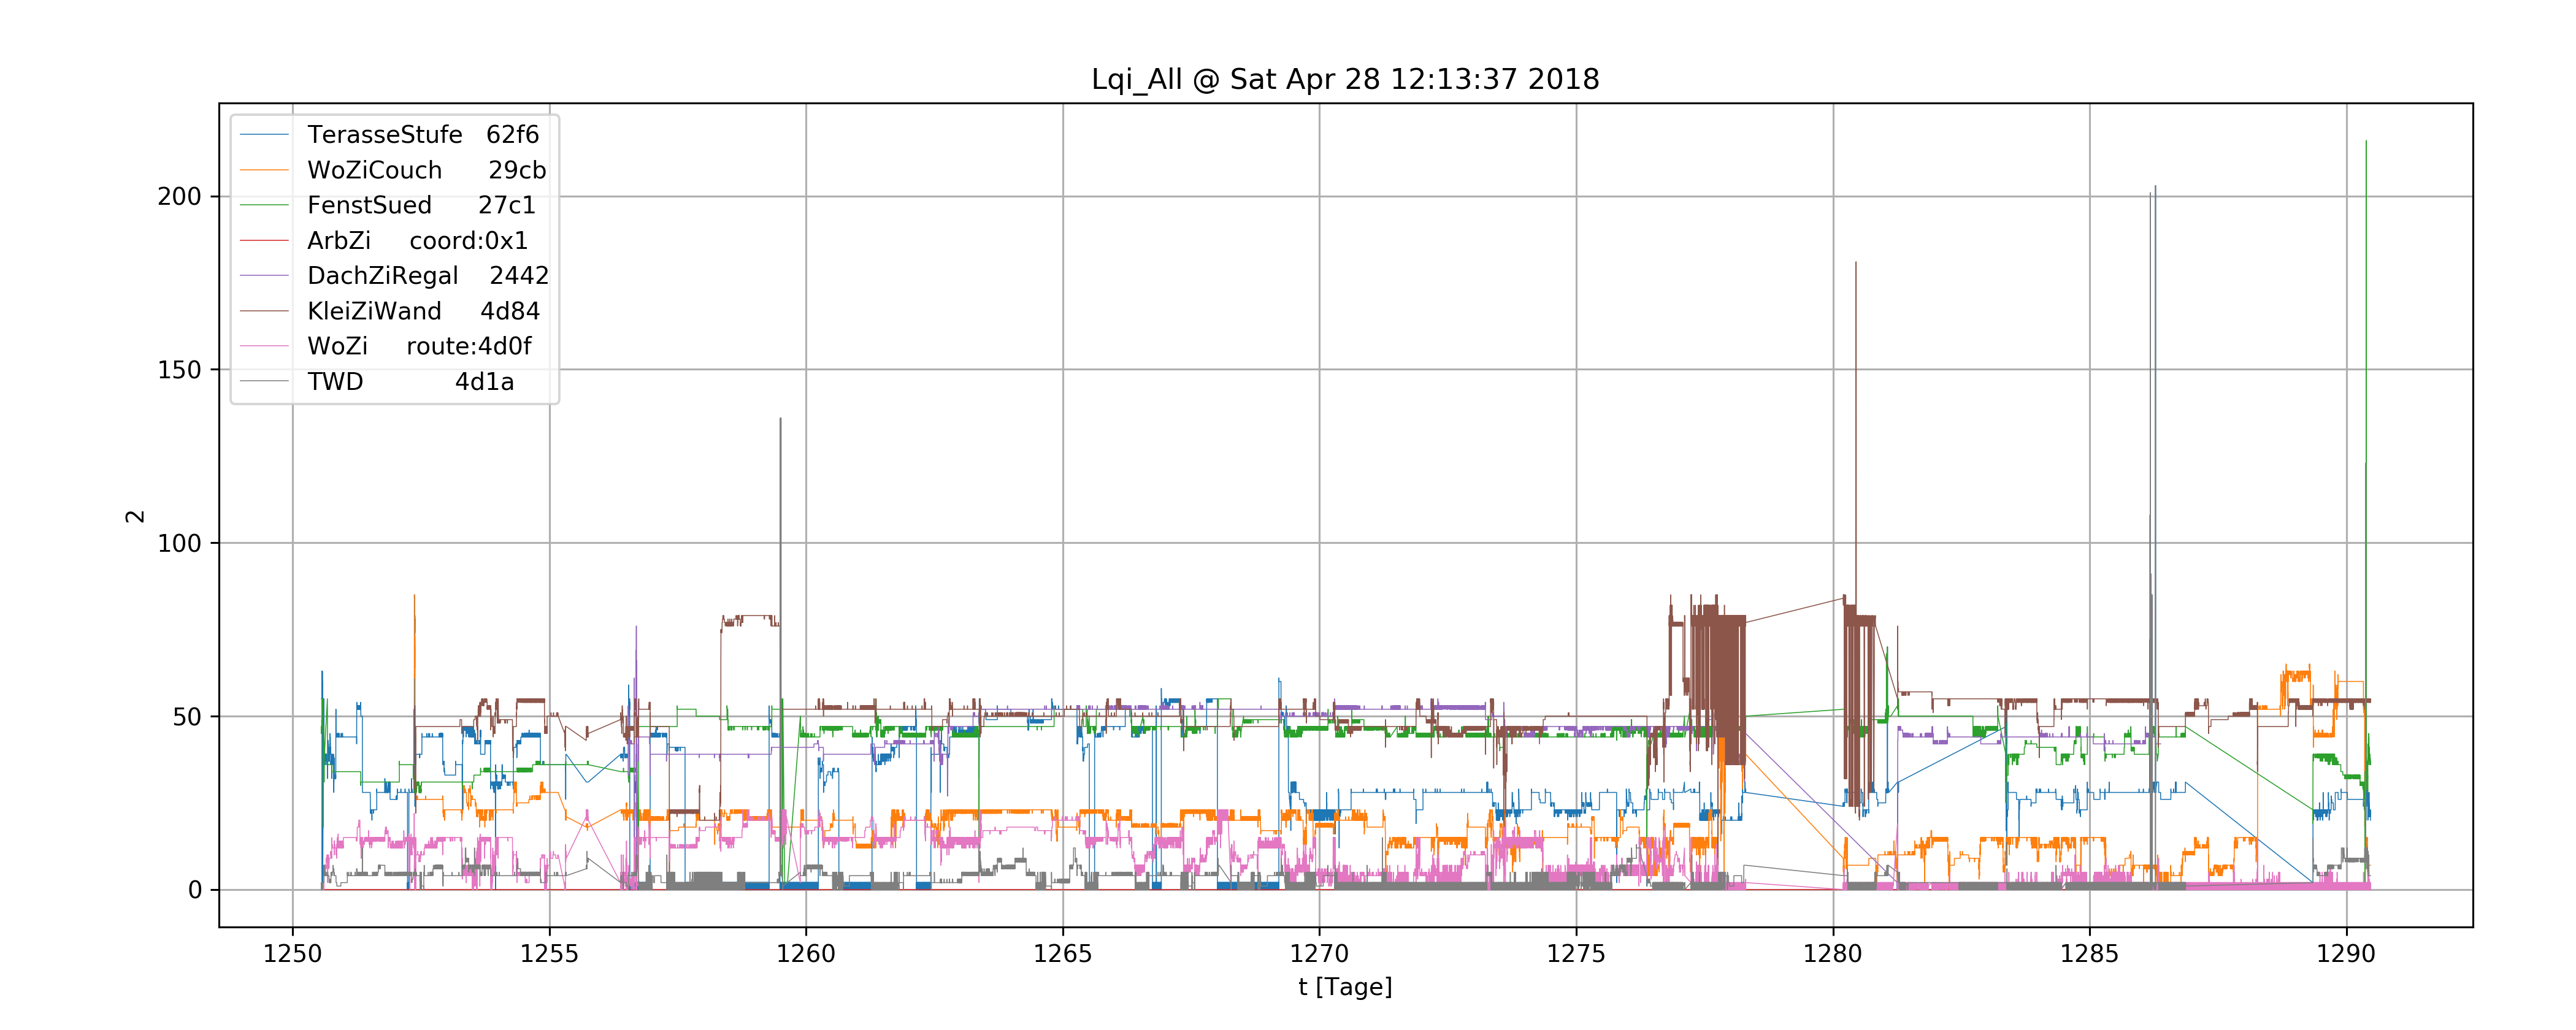 Lqi_All @ Sat Apr 28 12:13:37 2018
TerasseStufe 62f6
WoZiCouch 29cb
FenstSued 27c1
ArbZi coord:0x1
DachZiRegal 2442
KleiZiWand 4d84
WoZi route:4d0f
TWD 4d1a
200
150
100
50
0
2
1250 1255 1260 1265 1270 1275 1280 1285 1290
t [Tage]